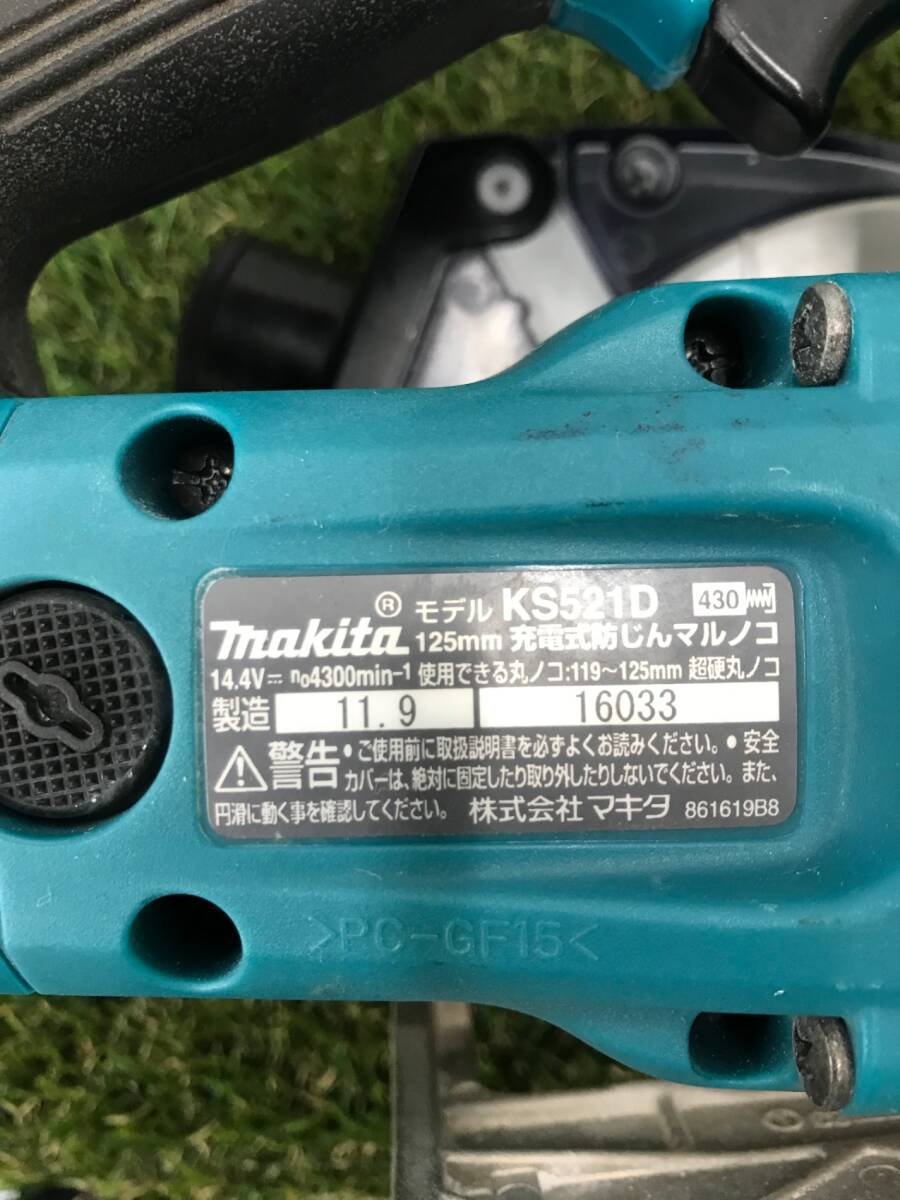 makita® モデル KS521D 430
125mm 充電式防じんマルノコ
14.4V⎓ n₀4300min-1 使用できる丸ノコ:119〜125mm 超硬丸ノコ
製造 11.9 16033
警告 • ご使用前に取扱説明書を必ずよくお読みください。• 安全
カバーは、絶対に固定したり取り外したりしないでください。また、
円滑に動く事を確認してください。 株式会社 マキタ 861619B8
>PC-GF15<